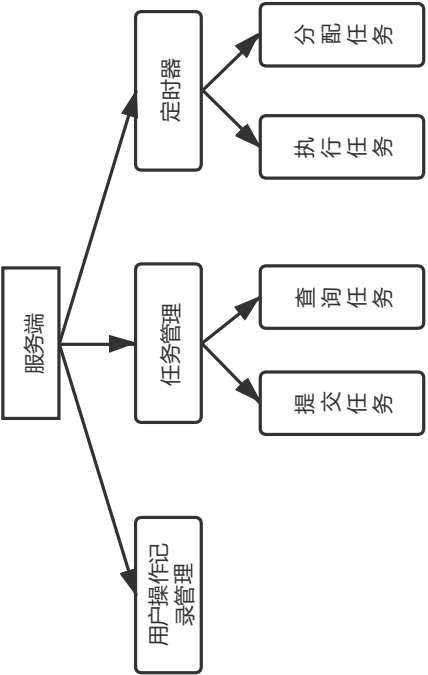 服务端
用户操作记
录管理
任务管理
定时器
提交任务
查询任务
执行任务
分配任务